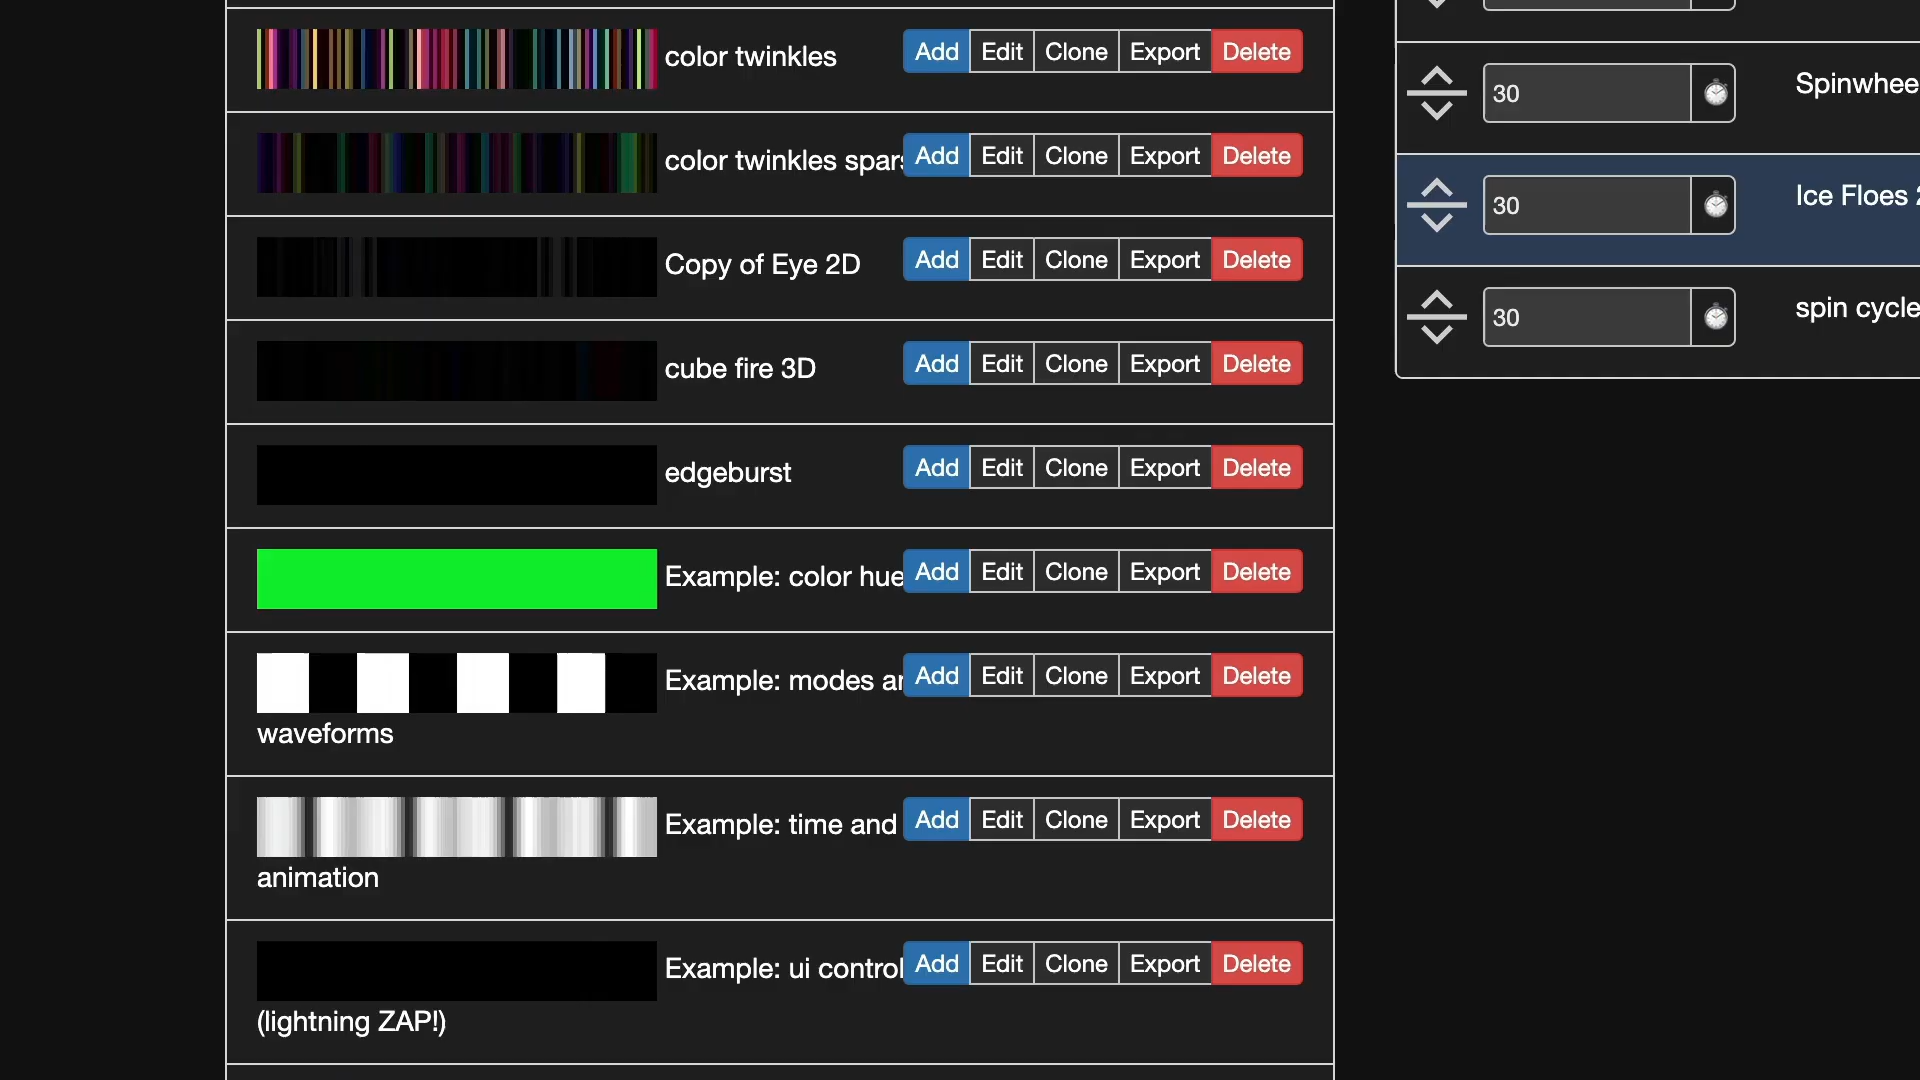 color twinkles Add Edit Clone Export Delete
color twinkles Add Edit Clone Export Delete
Copy of Eye 2D Add Edit Clone Export Delete
cube fire 3D Add Edit Clone Export Delete
edgeburst Add Edit Clone Export Delete
Example: color hue Add Edit Clone Export Delete
Example: modes Add Edit Clone Export Delete
waveforms
Example: time and Add Edit Clone Export Delete
animation
Example: ui Add Edit Clone Export Delete
(lightning ZAP!)
30
30 Ice Floes
30 spin cycle